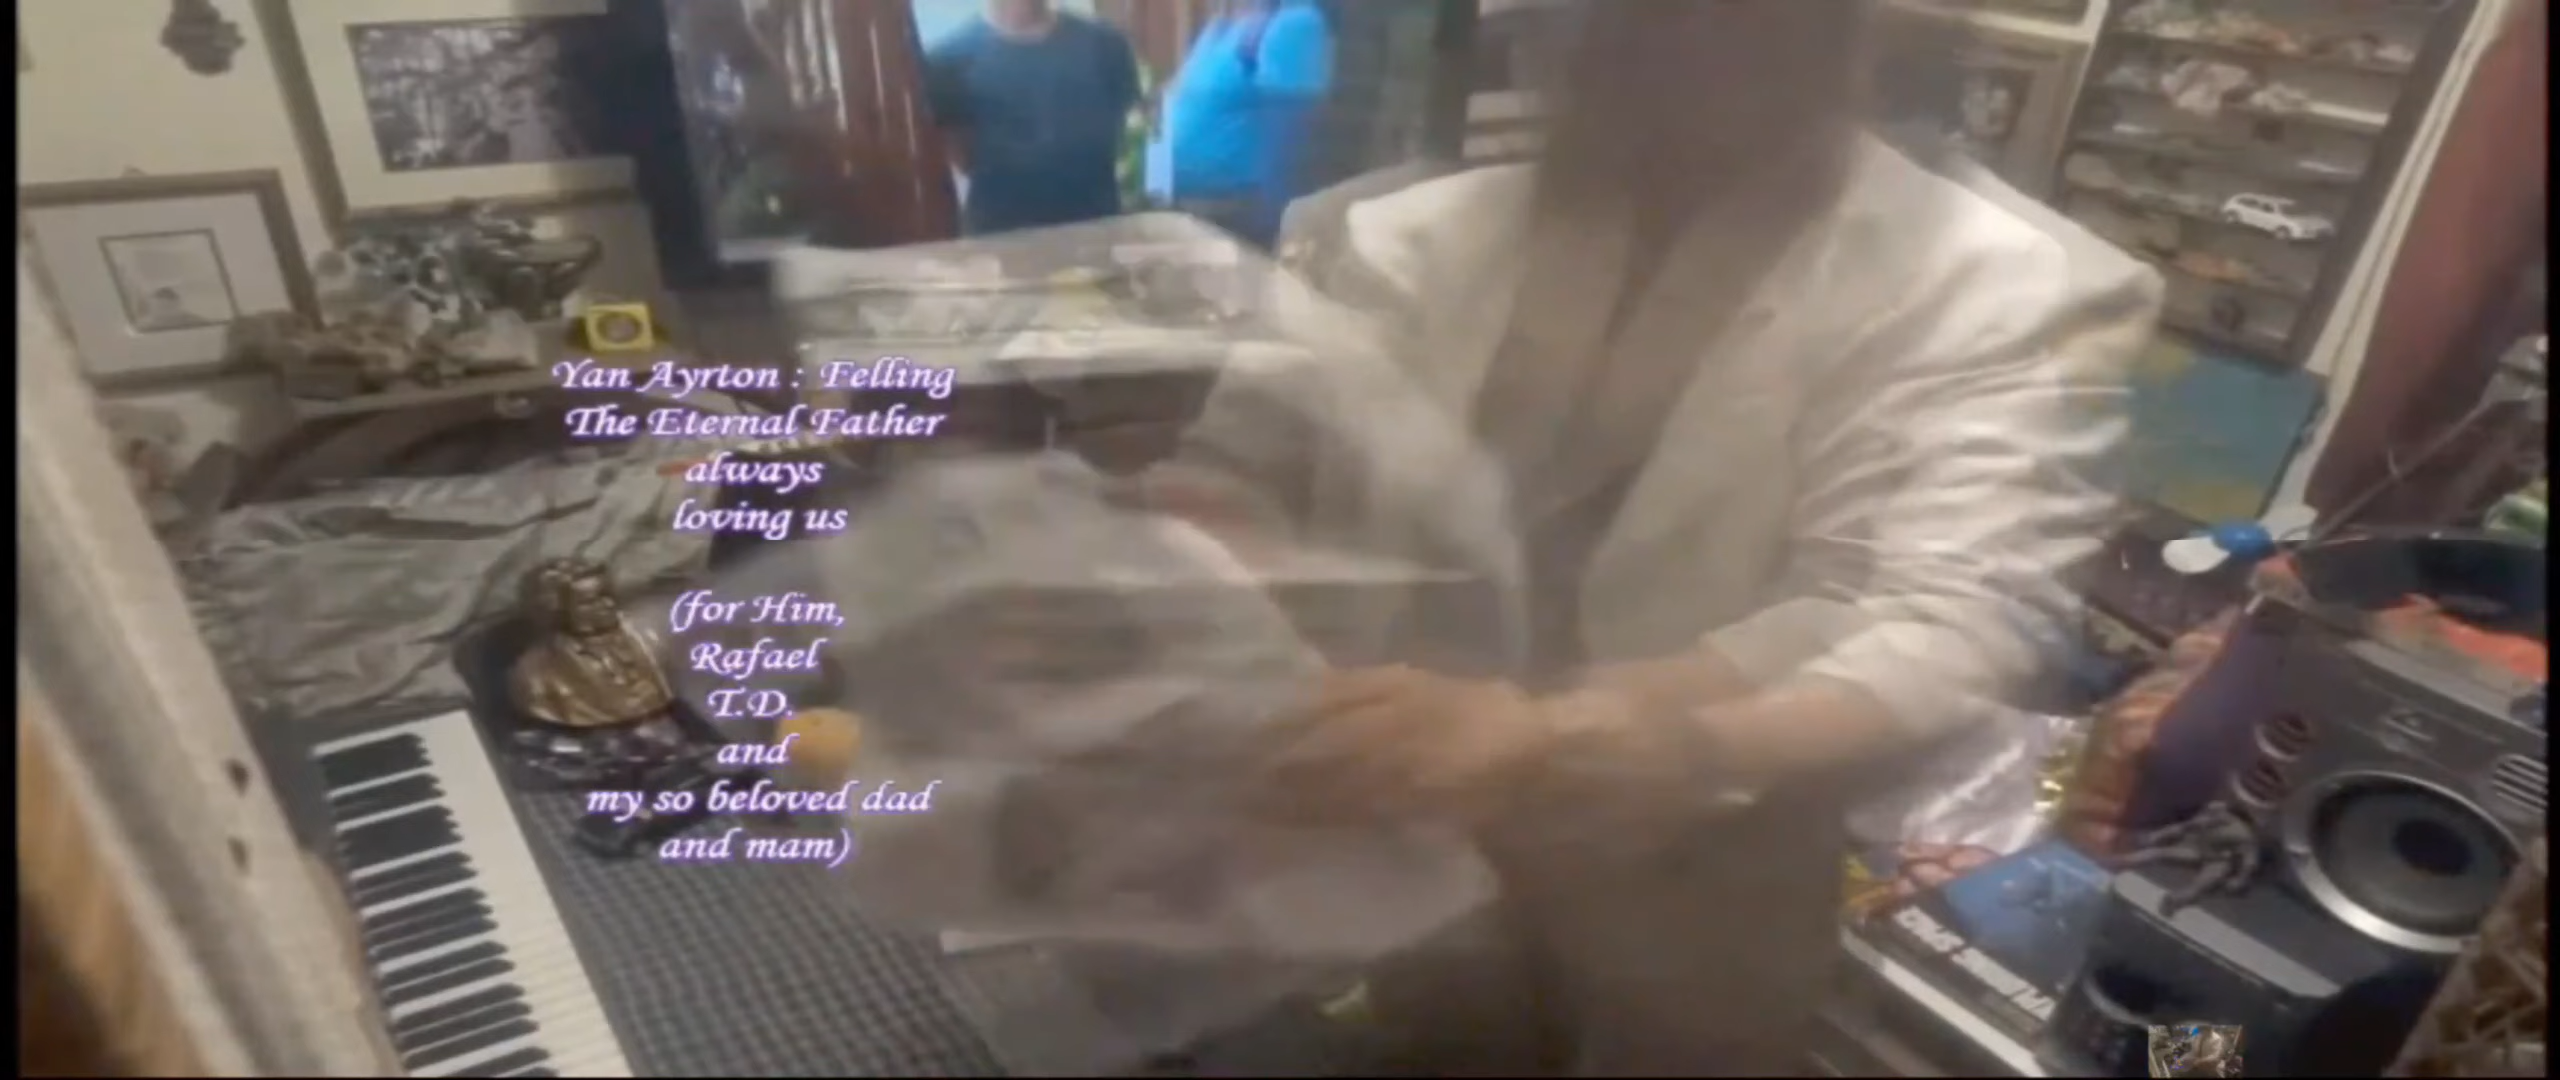 Yan Ayrton : Felling
The Eternal Father
always
loving us
(for Him,
Rafael
T.D.
and
my so beloved dad
and mam)